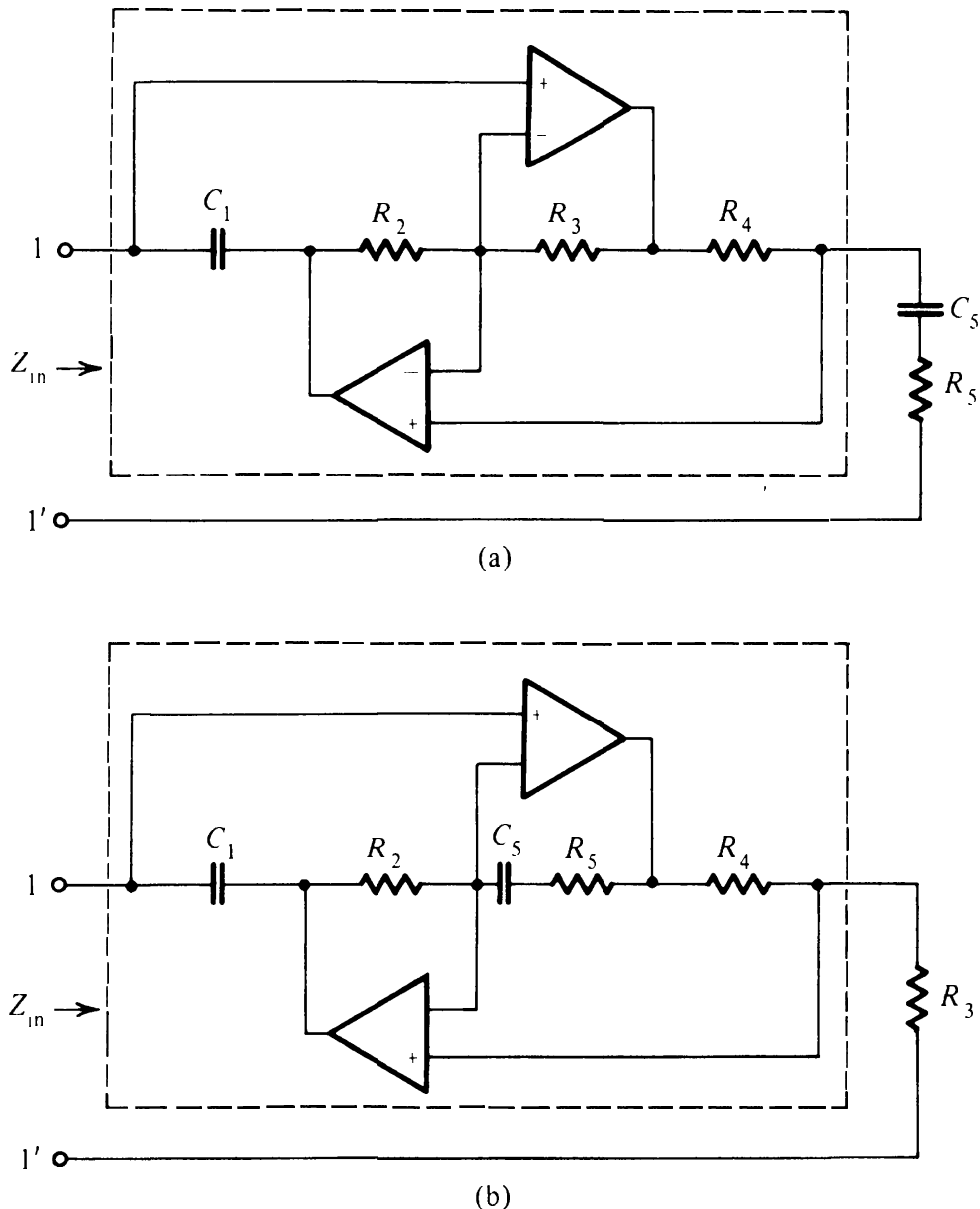 +
−
C1
R2
R3
R4
1
C5
Zin
−
R5
+
1'
(a)
+
C1
R2
C5
R5
R4
1
Zin
R3
+
1'
(b)